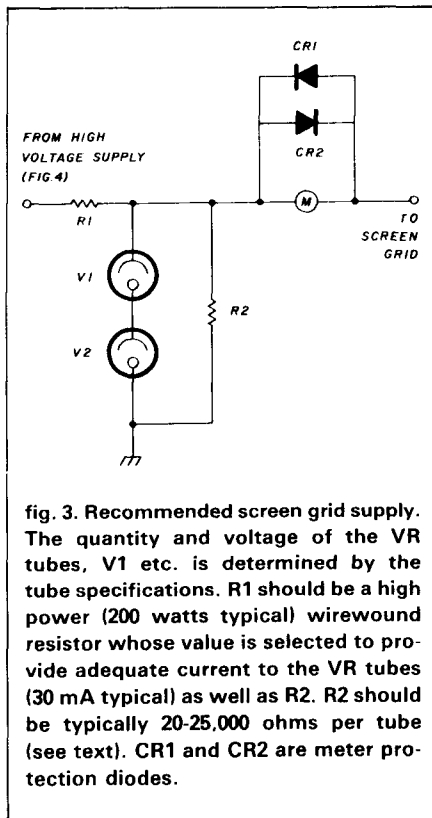 CR1
FROM HIGH
VOLTAGE SUPPLY
(FIG.4)
CR2
R1
M
TO
SCREEN
GRID
V1
R2
V2
fig. 3. Recommended screen grid supply.
The quantity and voltage of the VR
tubes, V1 etc. is determined by the
tube specifications. R1 should be a high
power (200 watts typical) wirewound
resistor whose value is selected to pro-
vide adequate current to the VR tubes
(30 mA typical) as well as R2. R2 should
be typically 20-25,000 ohms per tube
(see text). CR1 and CR2 are meter pro-
tection diodes.